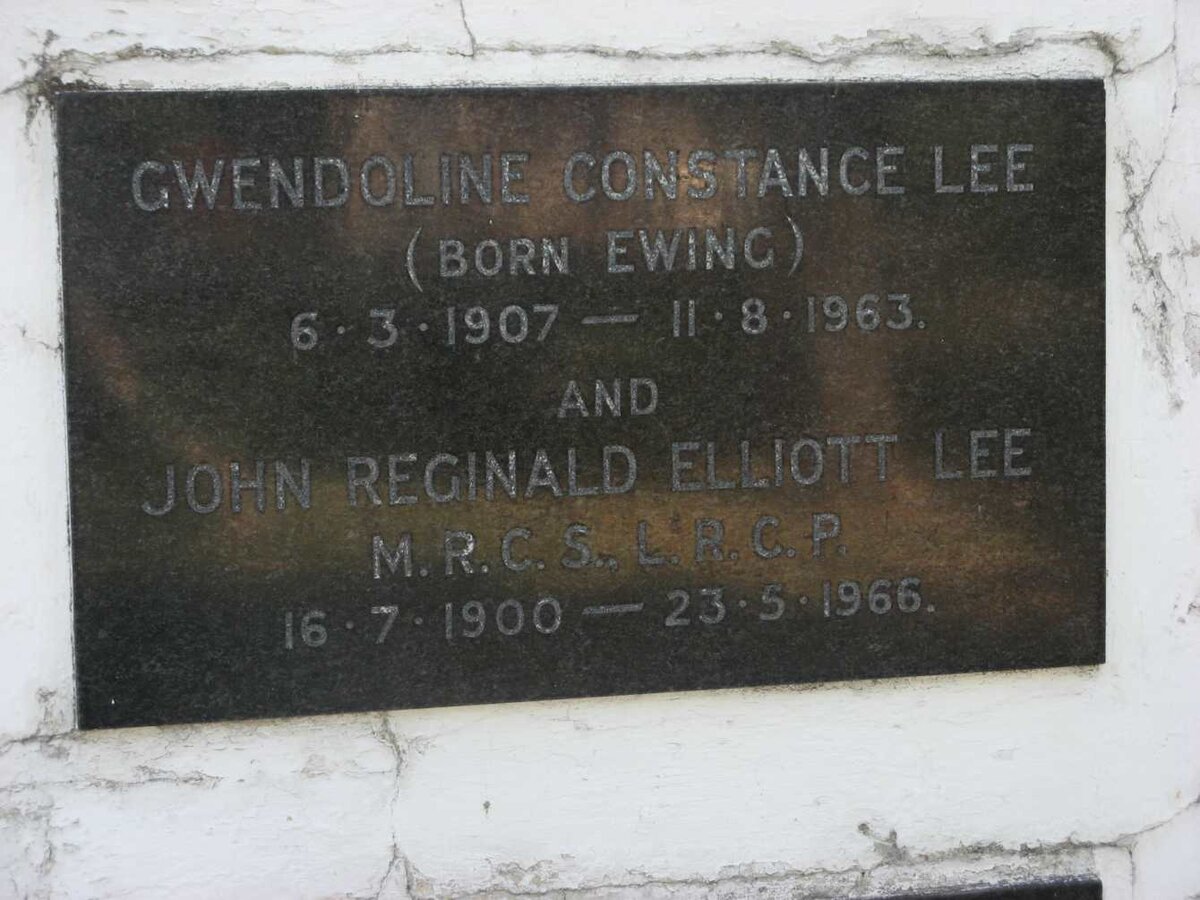 GWENDOLINE CONSTANCE LEE
(BORN EWING)
6·3·1907 — 11·8·1963.
AND
JOHN REGINALD ELLIOTT LEE
M.R.C.S., L.R.C.P.
16·7·1900 — 23·5·1966.